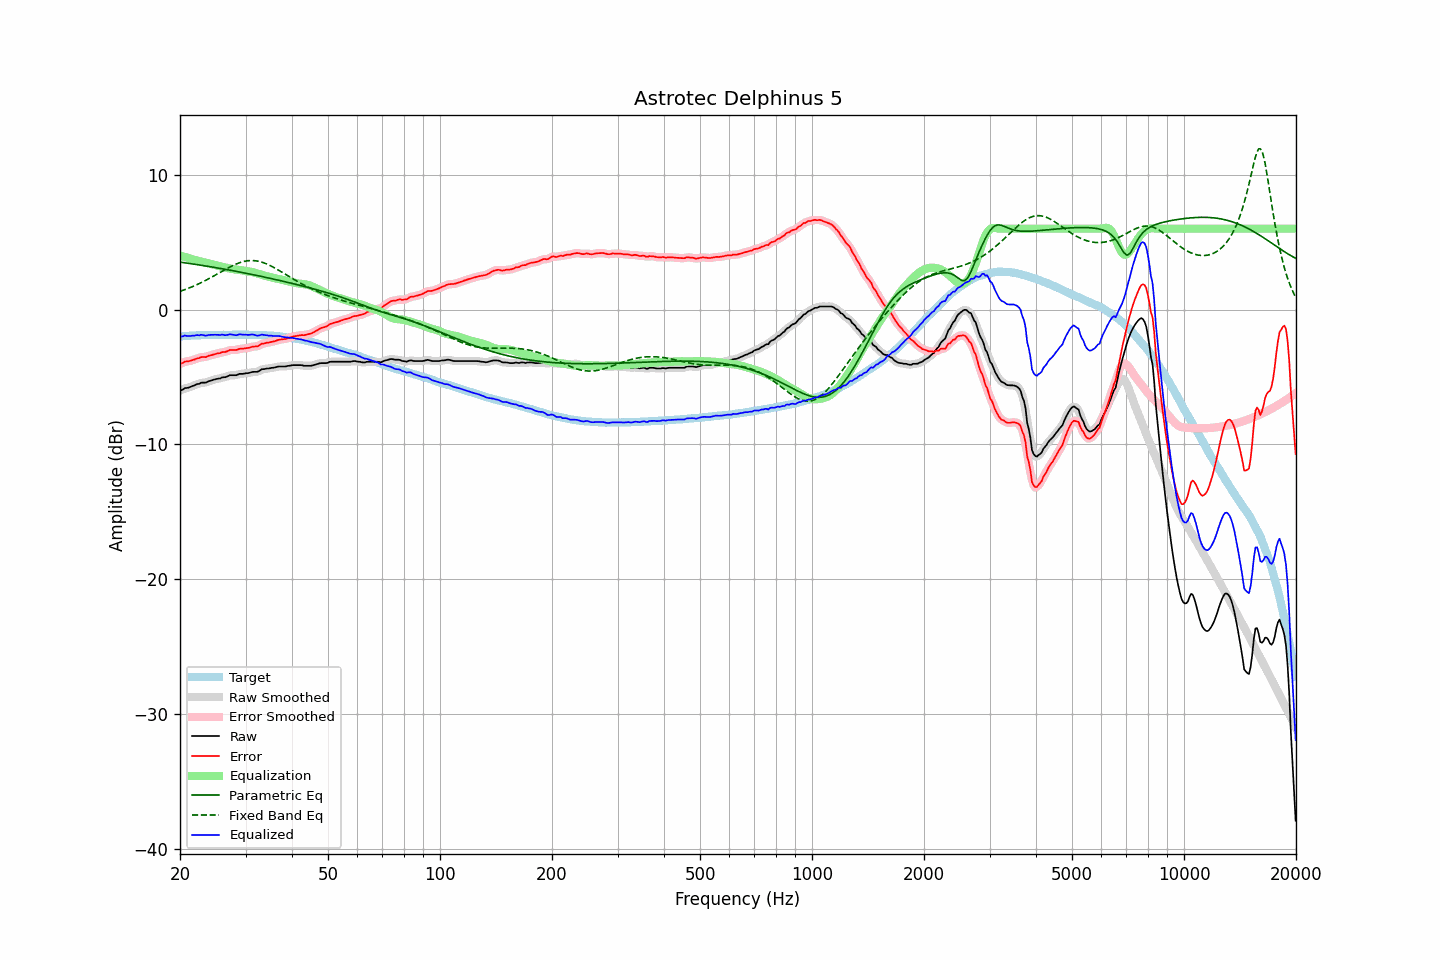 Astrotec Delphinus 5
Amplitude (dBr)
10
0
−10
−20
−30
−40
Target
Raw Smoothed
Error Smoothed
Raw
Error
Equalization
Parametric Eq
Fixed Band Eq
Equalized
20 50 100 200 500 1000 2000 5000 10000 20000
Frequency (Hz)